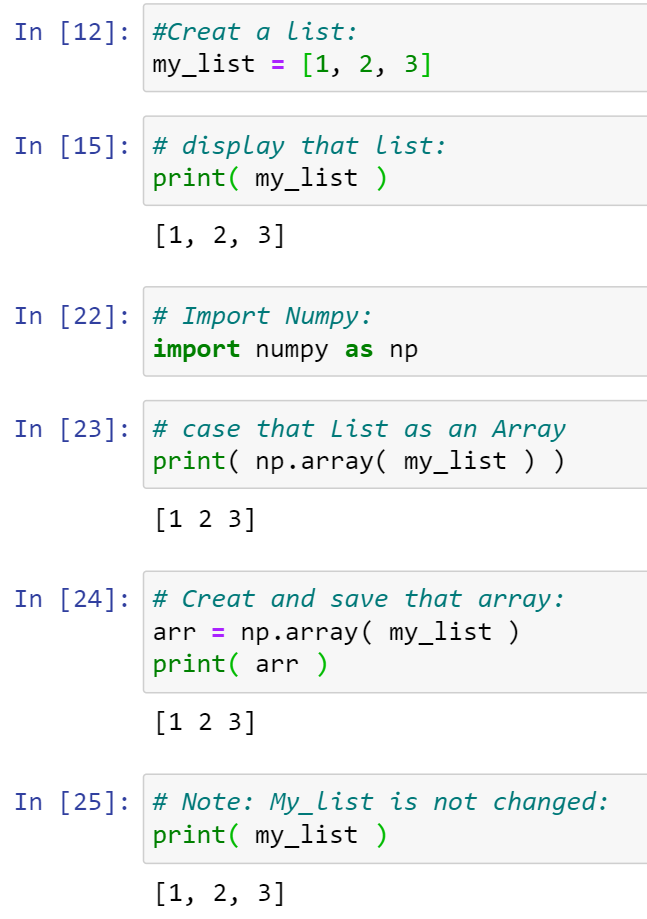 In [12]: #Creat a list:
my_list = [1, 2, 3]
In [15]: # display that list:
print( my_list )
[1, 2, 3]
In [22]: # Import Numpy:
import numpy as np
In [23]: # case that List as an Array
print( np.array( my_list ) )
[1 2 3]
In [24]: # Creat and save that array:
arr = np.array( my_list )
print( arr )
[1 2 3]
In [25]: # Note: My_list is not changed:
print( my_list )
[1, 2, 3]